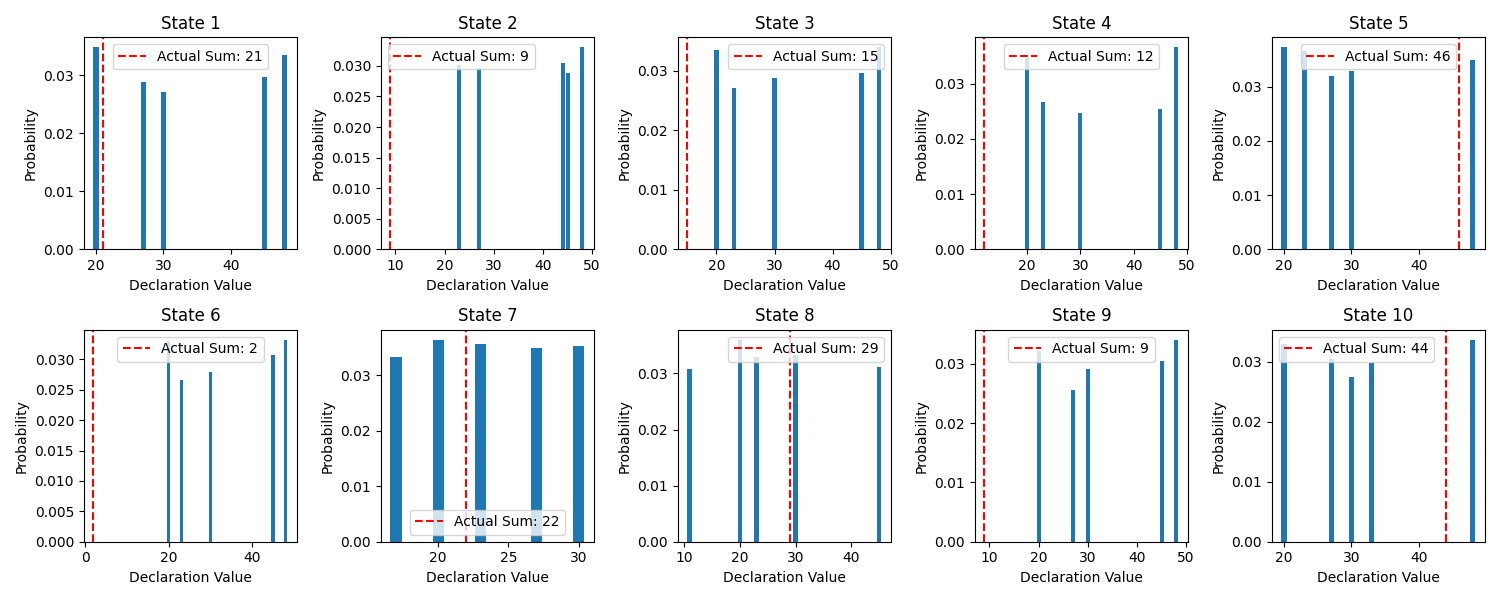 State 1
Actual Sum: 21
Probability
0.03
0.02
0.01
0.00
20
30
40
Declaration Value
State 2
Actual Sum: 9
Probability
0.030
0.025
0.020
0.015
0.010
0.005
0.000
10
20
30
40
50
Declaration Value
State 3
Actual Sum: 15
Probability
0.03
0.02
0.01
0.00
20
30
40
50
Declaration Value
State 4
Actual Sum: 12
Probability
0.03
0.02
0.01
0.00
20
30
40
50
Declaration Value
State 5
Actual Sum: 46
Probability
0.03
0.02
0.01
0.00
20
30
40
Declaration Value
State 6
Actual Sum: 2
Probability
0.030
0.025
0.020
0.015
0.010
0.005
0.000
0
20
40
Declaration Value
State 7
Actual Sum: 22
Probability
0.03
0.02
0.01
0.00
20
25
30
Declaration Value
State 8
Actual Sum: 29
Probability
0.03
0.02
0.01
0.00
10
20
30
40
Declaration Value
State 9
Actual Sum: 9
Probability
0.03
0.02
0.01
0.00
10
20
30
40
50
Declaration Value
State 10
Actual Sum: 44
Probability
0.03
0.02
0.01
0.00
20
30
40
Declaration Value